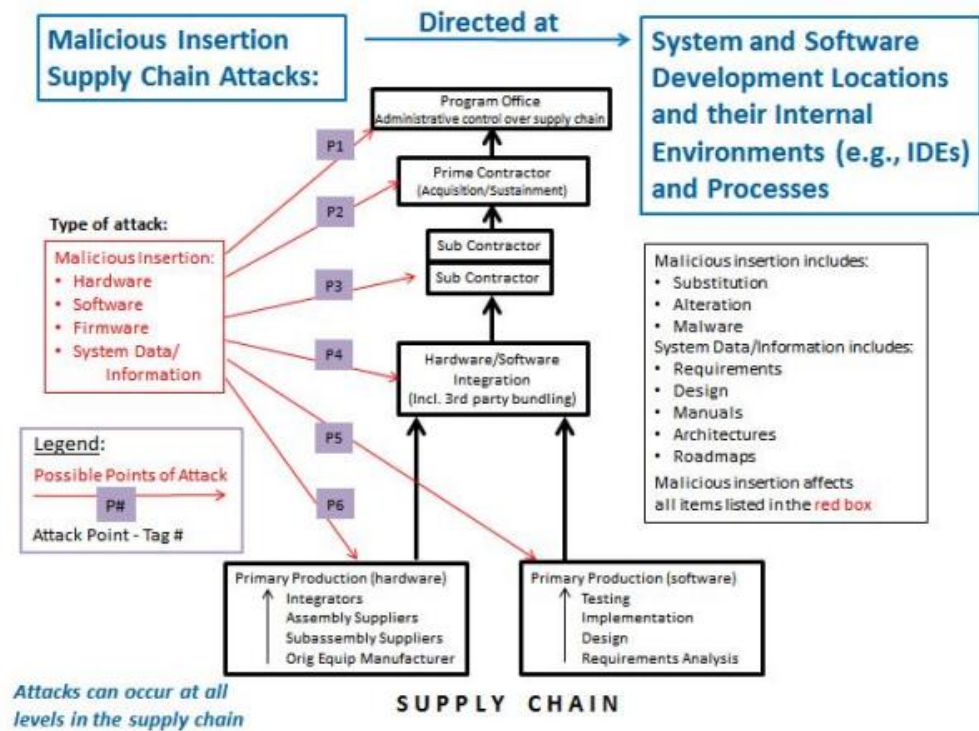 Malicious Insertion
Supply Chain Attacks:
Directed at
System and Software
Development Locations
and their Internal
Environments (e.g., IDEs)
and Processes
Program Office
Administrative control over supply chain
P1
Prime Contractor
(Acquisition/Sustainment)
P2
Type of attack:
Malicious Insertion:
• Hardware
• Software
• Firmware
• System Data/
Information
Sub Contractor
Sub Contractor
P3
P4
Hardware/Software
Integration
(Incl. 3rd party bundling)
P5
P6
Malicious insertion includes:
• Substitution
• Alteration
• Malware
System Data/Information includes:
• Requirements
• Design
• Manuals
• Architectures
• Roadmaps
Malicious insertion affects
all items listed in the red box
Legend:
Possible Points of Attack
P#
Attack Point - Tag #
Primary Production (hardware)
Integrators
Assembly Suppliers
Subassembly Suppliers
Orig Equip Manufacturer
Primary Production (software)
Testing
Implementation
Design
Requirements Analysis
Attacks can occur at all
levels in the supply chain
SUPPLY CHAIN